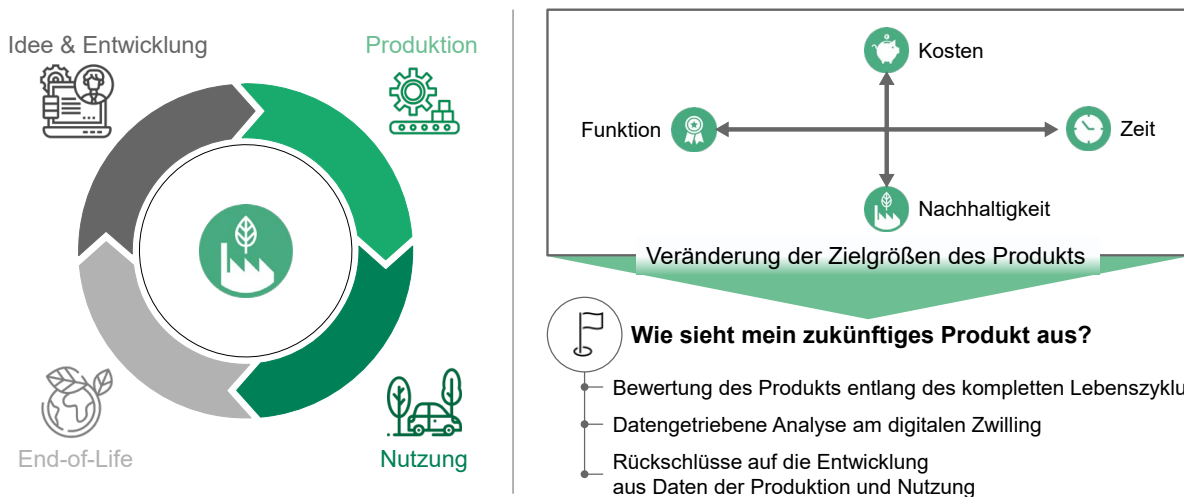 Idee & Entwicklung
Produktion
End-of-Life
Nutzung
Kosten
Funktion
Zeit
Nachhaltigkeit
Veränderung der Zielgrößen des Produkts
Wie sieht mein zukünftiges Produkt aus?
Bewertung des Produkts entlang des kompletten Lebenszyklu
Datengetriebene Analyse am digitalen Zwilling
Rückschlüsse auf die Entwicklung
aus Daten der Produktion und Nutzung